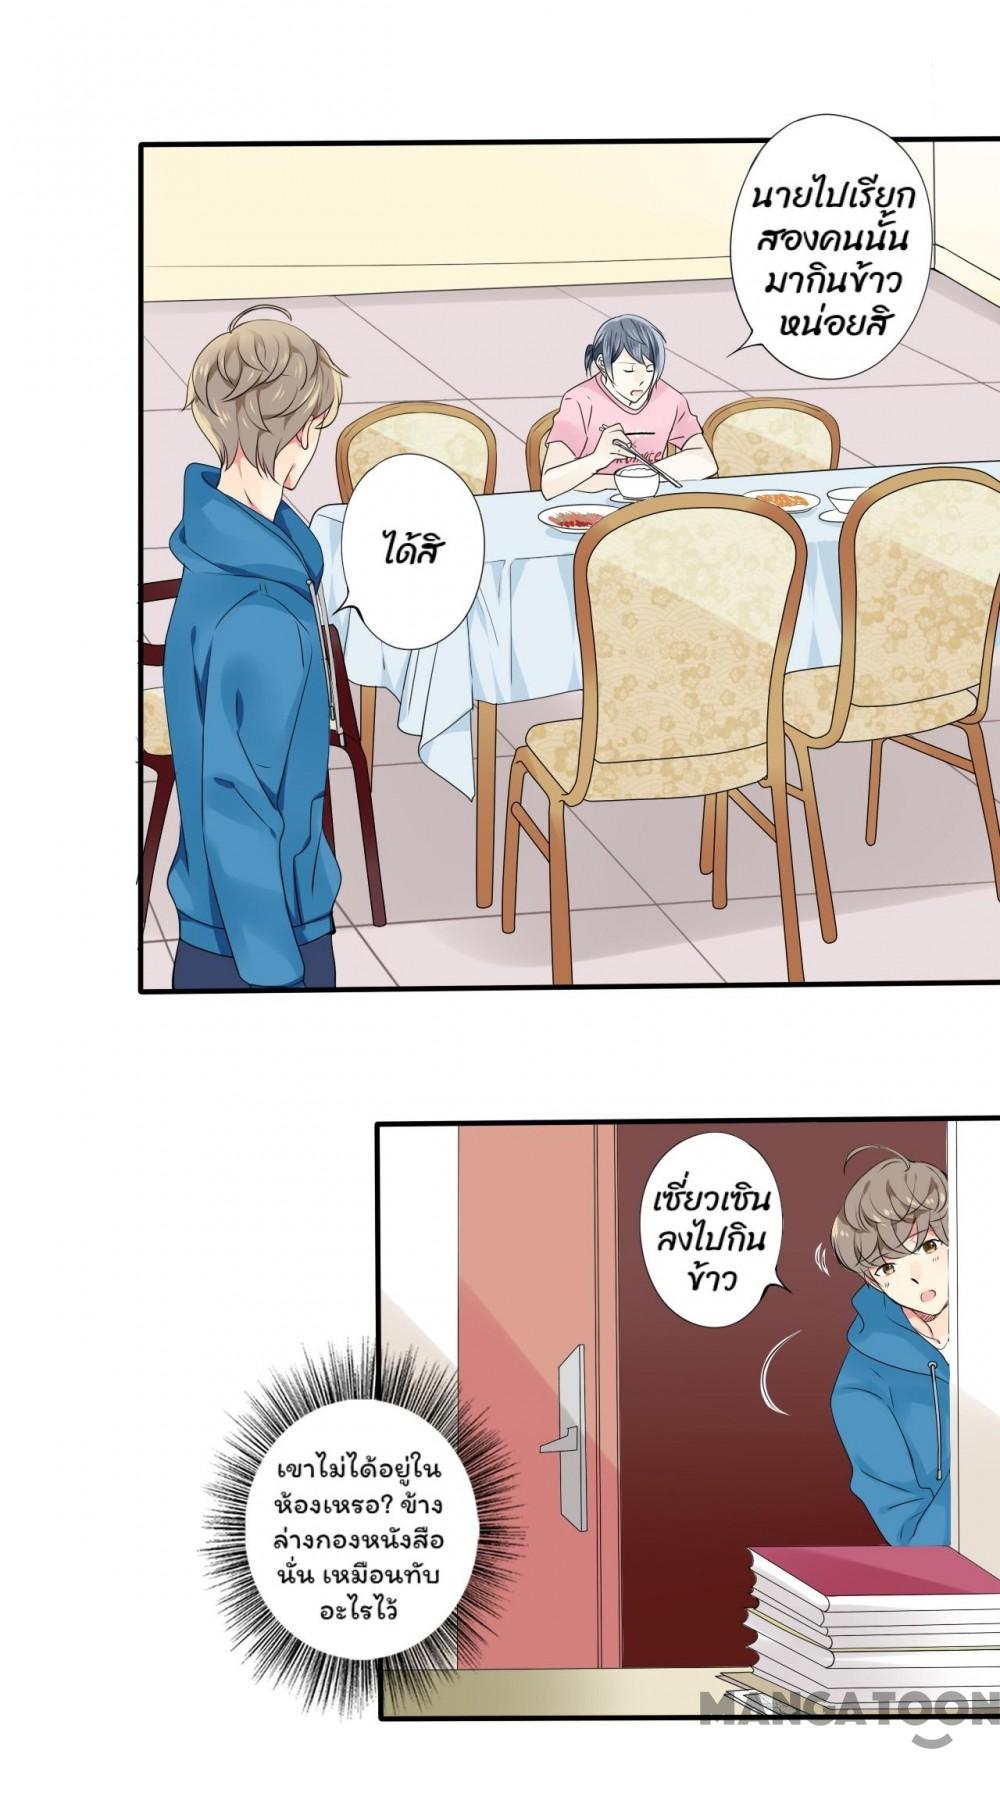 นายไปเรียก
สองคนนั้น
มากินข้าว
หน่อยสิ
ได้สิ
เซี่ยวเซิน
ลงไปกิน
ข้าว
เขาไม่ได้อยู่ใน
ห้องเหรอ? ข้าง
ล่างกองหนังสือ
นั่น เหมือนทับ
อะไรไว้
MANGATOON